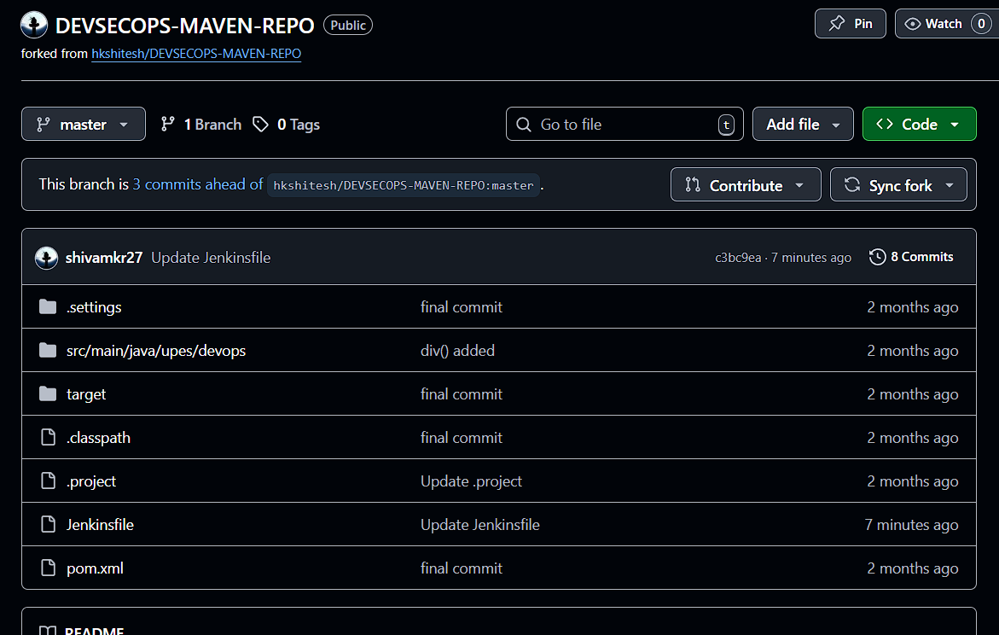 DEVSECOPS-MAVEN-REPO Public Pin Watch 0
forked from hkshitesh/DEVSECOPS-MAVEN-REPO
master 1 Branch 0 Tags Go to file t Add file Code
This branch is 3 commits ahead of hkshitesh/DEVSECOPS-MAVEN-REPO:master . Contribute Sync fork
shivamkr27 Update Jenkinsfile c3bc9ea · 7 minutes ago 8 Commits
.settings final commit 2 months ago
src/main/java/upes/devops div() added 2 months ago
target final commit 2 months ago
.classpath final commit 2 months ago
.project Update .project 2 months ago
Jenkinsfile Update Jenkinsfile 7 minutes ago
pom.xml final commit 2 months ago
README